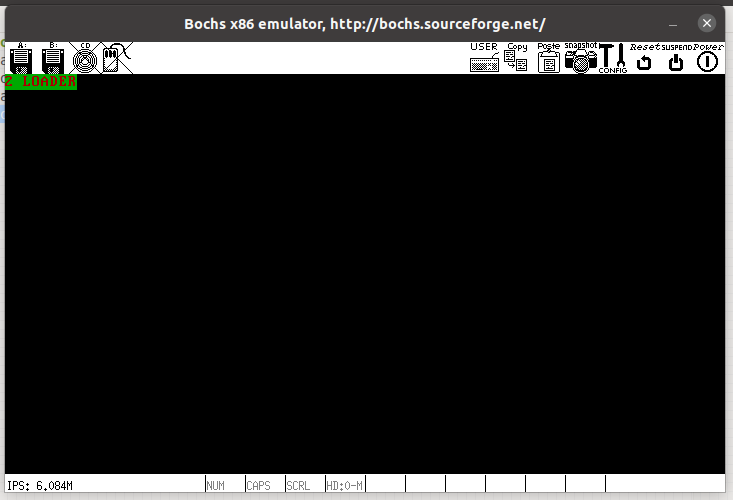 Bochs x86 emulator, http://bochs.sourceforge.net/
A: B: CD USER Copy Paste snapshot CONFIG Reset SUSPEND Power
2 LOADER
IPS: 6.084M NUM CAPS SCRL HD:0-M